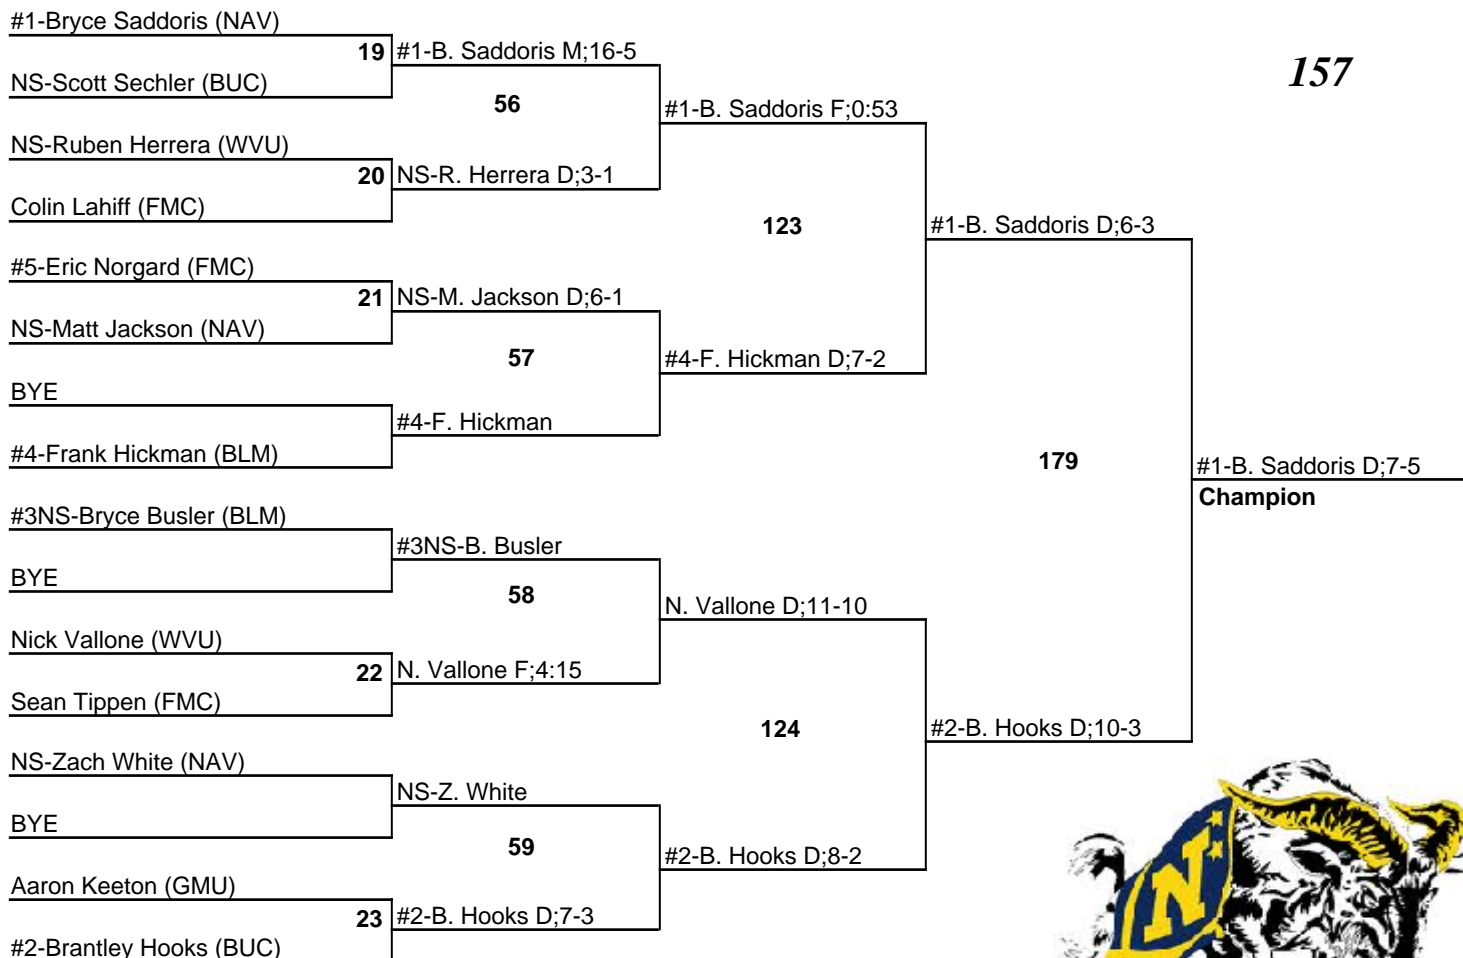 #1-Bryce Saddoris (NAV)
19 #1-B. Saddoris M;16-5
NS-Scott Sechler (BUC)
157
56
#1-B. Saddoris F;0:53
NS-Ruben Herrera (WVU)
20 NS-R. Herrera D;3-1
Colin Lahiff (FMC)
123
#1-B. Saddoris D;6-3
#5-Eric Norgard (FMC)
21 NS-M. Jackson D;6-1
NS-Matt Jackson (NAV)
57
#4-F. Hickman D;7-2
BYE
#4-F. Hickman
#4-Frank Hickman (BLM)
179
#1-B. Saddoris D;7-5
Champion
#3NS-Bryce Busler (BLM)
#3NS-B. Busler
BYE
58
N. Vallone D;11-10
Nick Vallone (WVU)
22 N. Vallone F;4:15
Sean Tippen (FMC)
124
#2-B. Hooks D;10-3
NS-Zach White (NAV)
NS-Z. White
BYE
59
#2-B. Hooks D;8-2
Aaron Keeton (GMU)
23 #2-B. Hooks D;7-3
#2-Brantley Hooks (BUC)
N